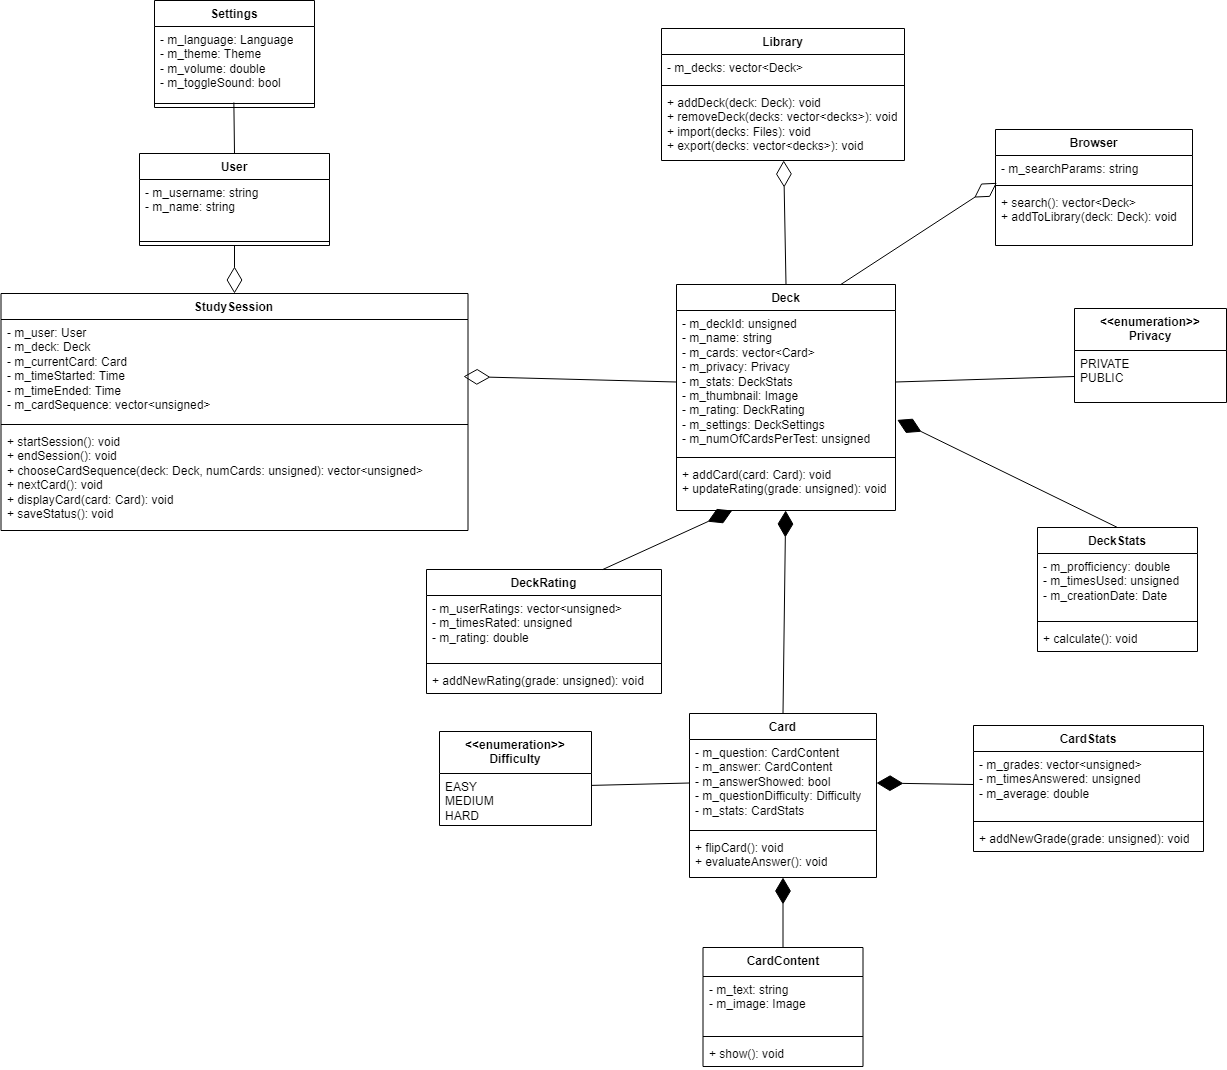 Settings
- m_language: Language
- m_theme: Theme
- m_volume: double
- m_toggleSound: bool
User
- m_username: string
- m_name: string
StudySession
- m_user: User
- m_deck: Deck
- m_currentCard: Card
- m_timeStarted: Time
- m_timeEnded: Time
- m_cardSequence: vector<unsigned>
+ startSession(): void
+ endSession(): void
+ chooseCardSequence(deck: Deck, numCards: unsigned): vector<unsigned>
+ nextCard(): void
+ displayCard(card: Card): void
+ saveStatus(): void
Library
- m_decks: vector<Deck>
+ addDeck(deck: Deck): void
+ removeDeck(decks: vector<decks>): void
+ import(decks: Files): void
+ export(decks: vector<decks>): void
Browser
- m_searchParams: string
+ search(): vector<Deck>
+ addToLibrary(deck: Deck): void
Deck
- m_deckId: unsigned
- m_name: string
- m_cards: vector<Card>
- m_privacy: Privacy
- m_stats: DeckStats
- m_thumbnail: Image
- m_rating: DeckRating
- m_settings: DeckSettings
- m_numOfCardsPerTest: unsigned
+ addCard(card: Card): void
+ updateRating(grade: unsigned): void
<<enumeration>>
Privacy
PRIVATE
PUBLIC
DeckStats
- m_profficiency: double
- m_timesUsed: unsigned
- m_creationDate: Date
+ calculate(): void
DeckRating
- m_userRatings: vector<unsigned>
- m_timesRated: unsigned
- m_rating: double
+ addNewRating(grade: unsigned): void
<<enumeration>>
Difficulty
EASY
MEDIUM
HARD
Card
- m_question: CardContent
- m_answer: CardContent
- m_answerShowed: bool
- m_questionDifficulty: Difficulty
- m_stats: CardStats
+ flipCard(): void
+ evaluateAnswer(): void
CardStats
- m_grades: vector<unsigned>
- m_timesAnswered: unsigned
- m_average: double
+ addNewGrade(grade: unsigned): void
CardContent
- m_text: string
- m_image: Image
+ show(): void